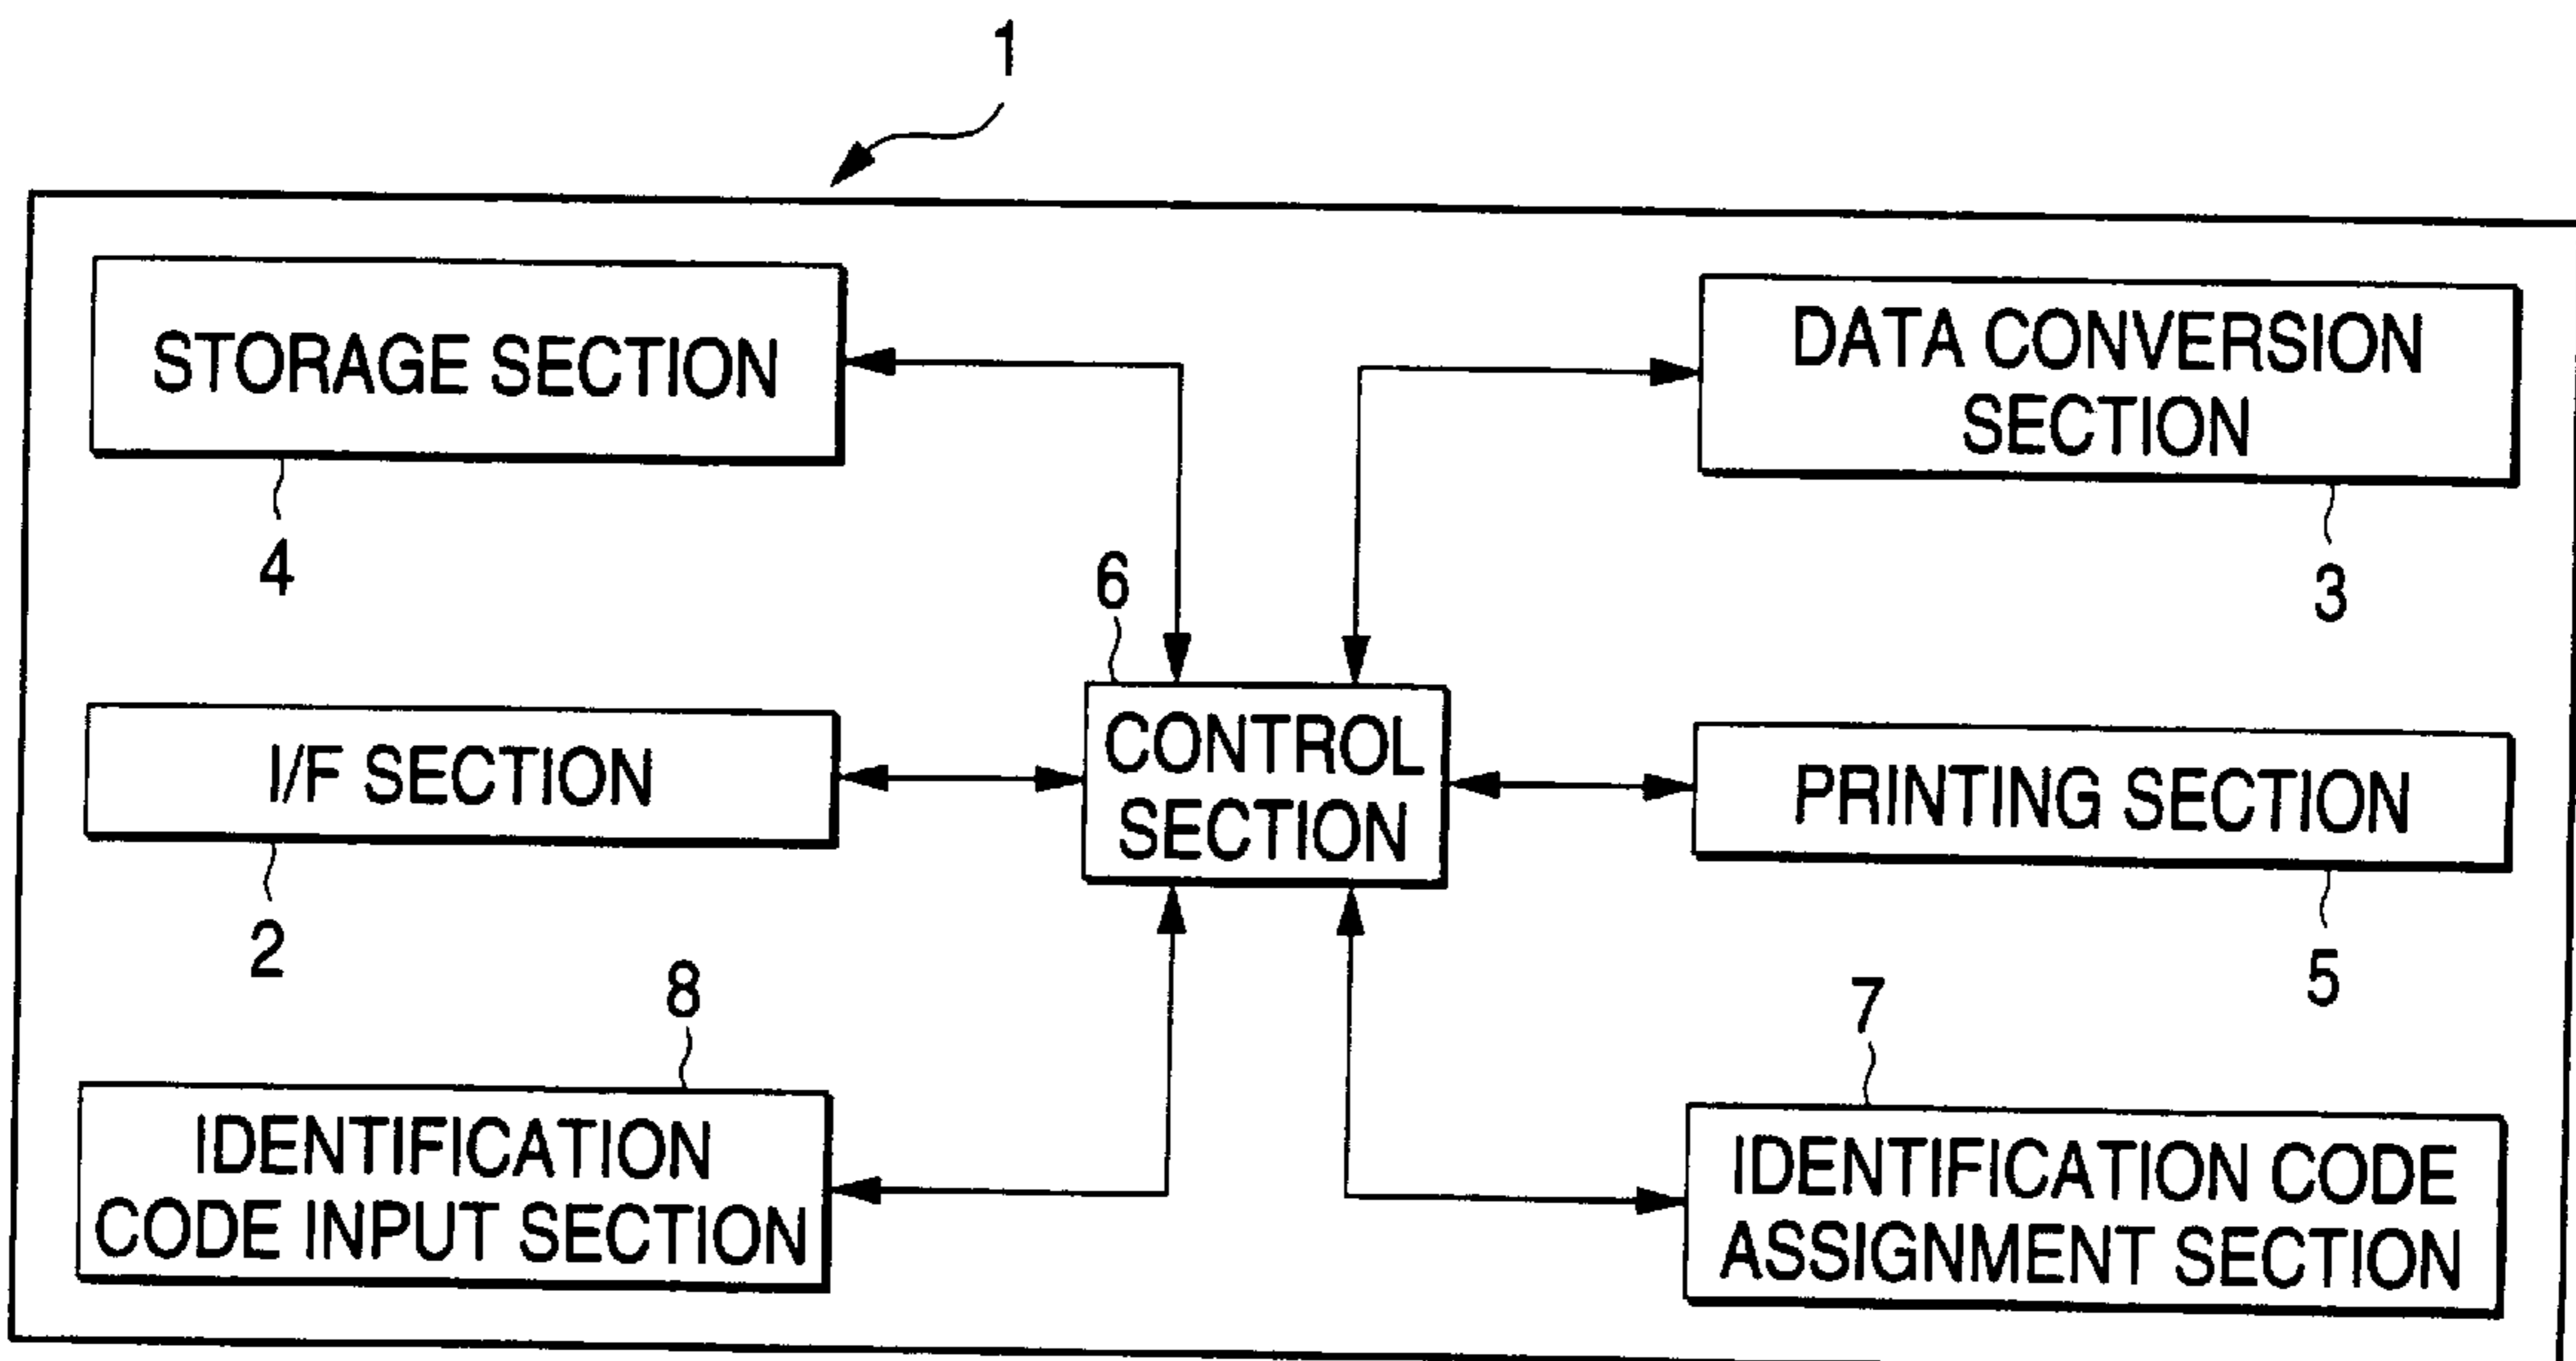 1
STORAGE SECTION
4
DATA CONVERSION
SECTION
3
6
CONTROL
SECTION
I/F SECTION
2
PRINTING SECTION
5
8
IDENTIFICATION
CODE INPUT SECTION
7
IDENTIFICATION CODE
ASSIGNMENT SECTION